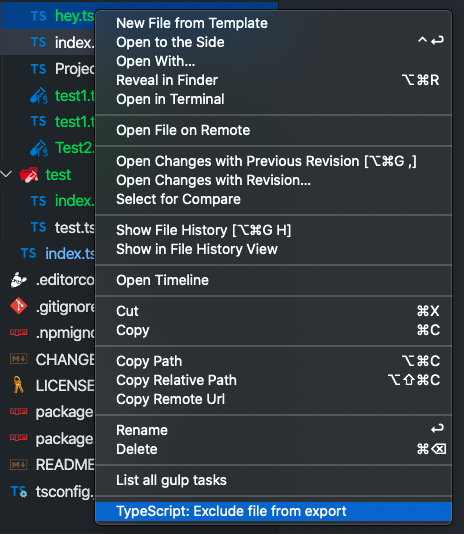 TS hey.ts
TS index.
TS Projec
test1.t
test1.t
Test2.
test
TS index.
TS test.ts
TS index.ts
.editorco
.gitignore
.npmigno
CHANGE
LICENSE
package
package
README
tsconfig.
New File from Template
Open to the Side ⌃↩
Open With...
Reveal in Finder ⌥⌘R
Open in Terminal
Open File on Remote
Open Changes with Previous Revision [⌥⌘G ,]
Open Changes with Revision...
Select for Compare
Show File History [⌥⌘G H]
Show in File History View
Open Timeline
Cut ⌘X
Copy ⌘C
Copy Path ⌥⌘C
Copy Relative Path ⌥⇧⌘C
Copy Remote Url
Rename ↩
Delete ⌘⌫
List all gulp tasks
TypeScript: Exclude file from export